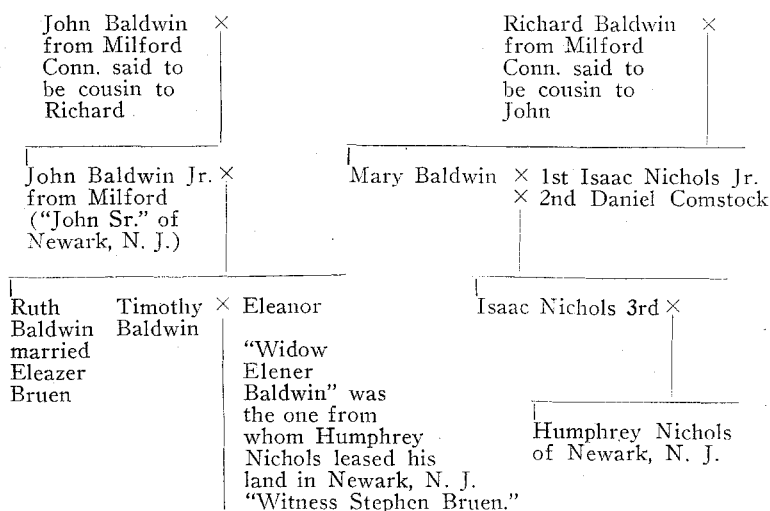 John Baldwin ×
from Milford
Conn. said to
be cousin to
Richard
Richard Baldwin ×
from Milford
Conn. said to
be cousin to
John
John Baldwin Jr. ×
from Milford
("John Sr." of
Newark, N. J.)
Mary Baldwin × 1st Isaac Nichols Jr.
× 2nd Daniel Comstock
Ruth
Baldwin
married
Eleazer
Bruen
Timothy × Eleanor
Baldwin
"Widow
Elener
Baldwin" was
the one from
whom Humphrey
Nichols leased his
land in Newark, N. J.
"Witness Stephen Bruen."
Isaac Nichols 3rd ×
Humphrey Nichols
of Newark, N. J.